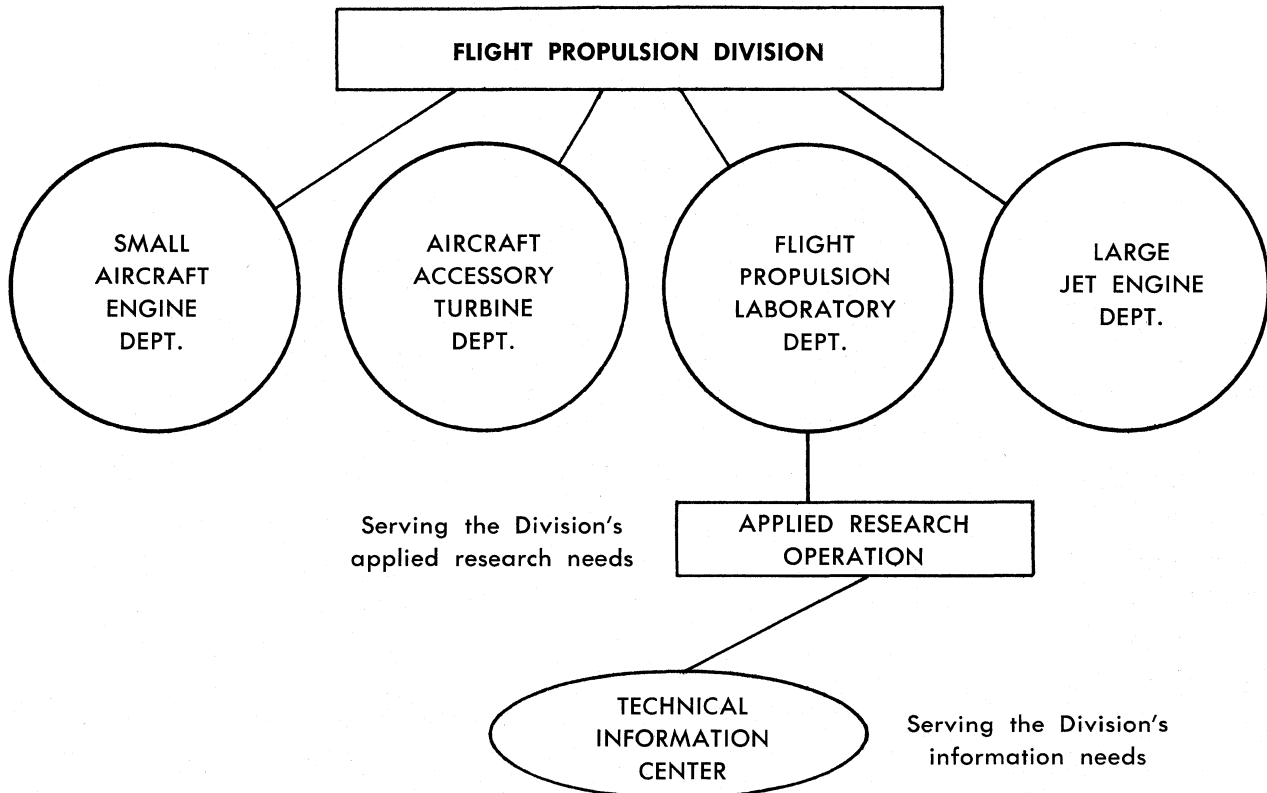 FLIGHT PROPULSION DIVISION
SMALL
AIRCRAFT
ENGINE
DEPT.
AIRCRAFT
ACCESSORY
TURBINE
DEPT.
FLIGHT
PROPULSION
LABORATORY
DEPT.
LARGE
JET ENGINE
DEPT.
Serving the Division's
applied research needs
APPLIED RESEARCH
OPERATION
TECHNICAL
INFORMATION
CENTER
Serving the Division's
information needs